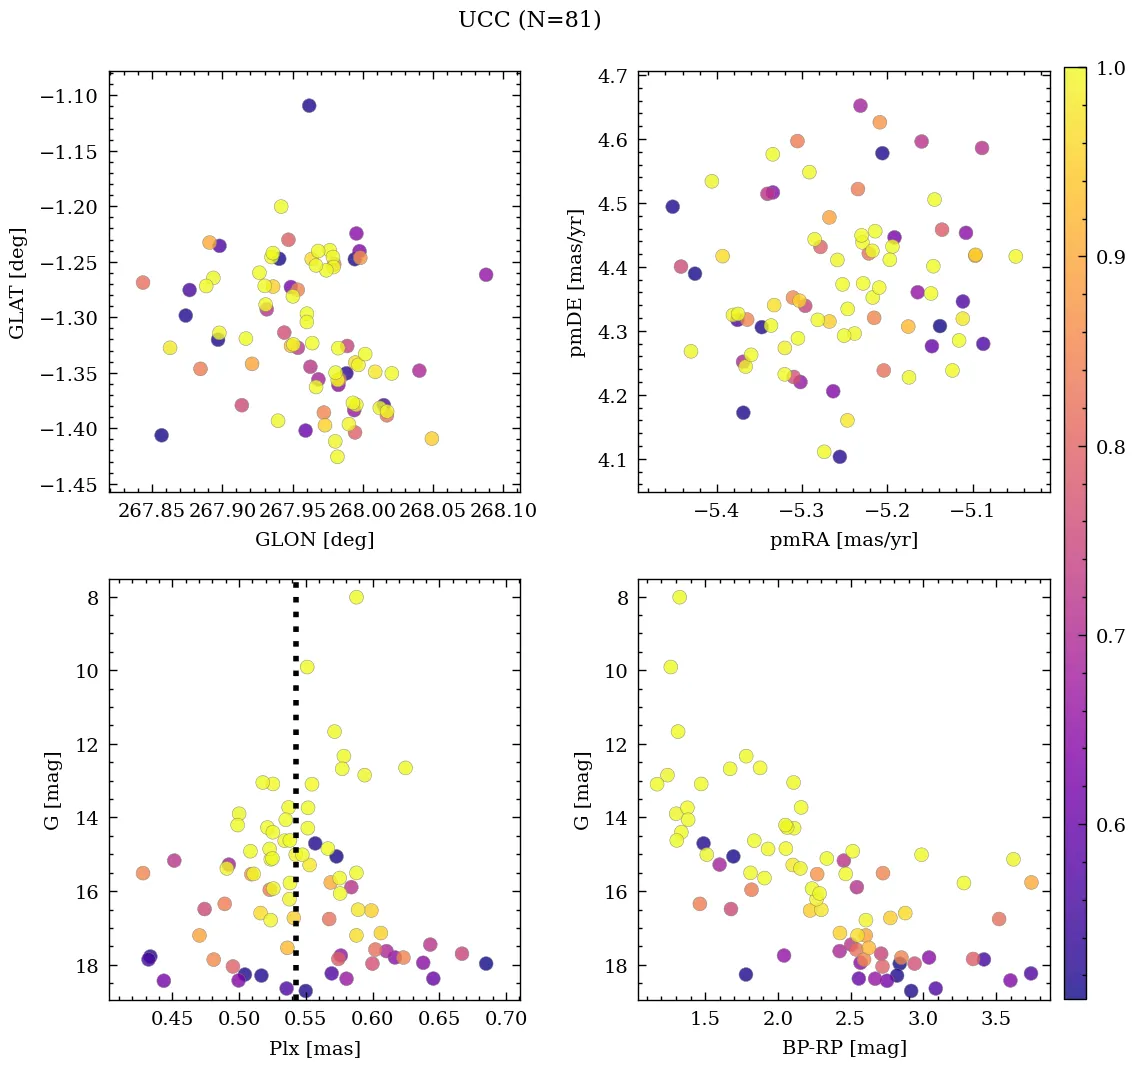 UCC (N=81)
−1.10
−1.15
−1.20
−1.25
−1.30
−1.35
−1.40
−1.45
GLAT [deg]
267.85 267.90 267.95 268.00 268.05 268.10
GLON [deg]
4.7
4.6
4.5
4.4
4.3
4.2
4.1
pmDE [mas/yr]
−5.4 −5.3 −5.2 −5.1
pmRA [mas/yr]
8
10
12
14
16
18
G [mag]
0.45 0.50 0.55 0.60 0.65 0.70
Plx [mas]
8
10
12
14
16
18
G [mag]
1.5 2.0 2.5 3.0 3.5
BP-RP [mag]
1.0
0.9
0.8
0.7
0.6